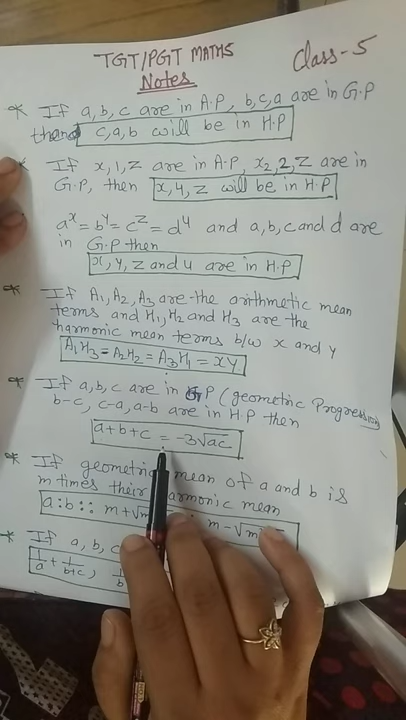 TGT/PGT MATHS
Notes
Class-5
* If a,b,c are in A.P, b,c,a are in G.P
then c,a,b will be in H.P
* If x,1,z are in A.P, x,2,z are in
G.P, then x,4,z will be in H.P
a^x = b^y = c^z = d^u and a,b,c and d are
in G.P then
x, y, z and u are in H.P
* If A1, A2, A3 are the arithmetic mean
terms and H1, H2 and H3 are the
harmonic mean terms b/w x and y
A1H3 = A2H2 = A3H1 = xy
* If a,b,c are in GP (geometric Progression)
b-c, c-a, a-b are in H.P then
a+b+c = -3√ac
* If geometric mean of a and b is
m times their harmonic mean
a:b :: m+√m m-√m
* If a, b, c
1/a + 1/b+c, 1/b